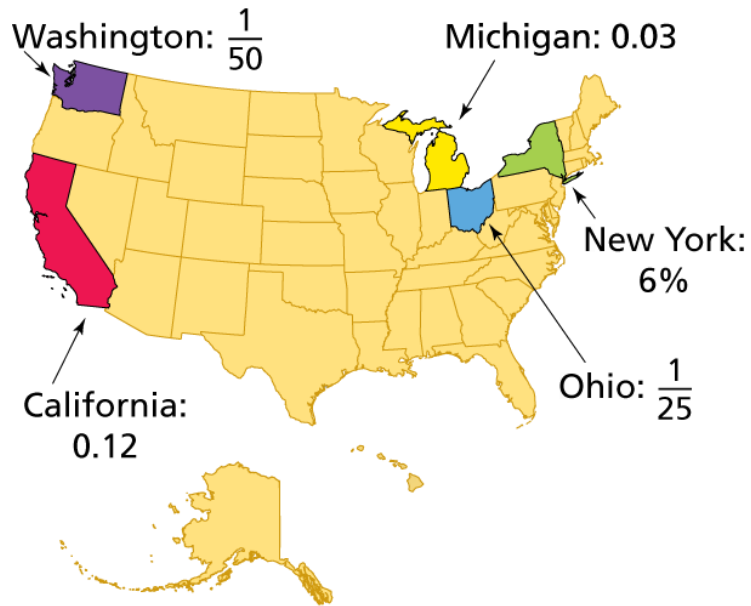 Washington: 1/50
Michigan: 0.03
New York:
6%
Ohio: 1/25
California:
0.12